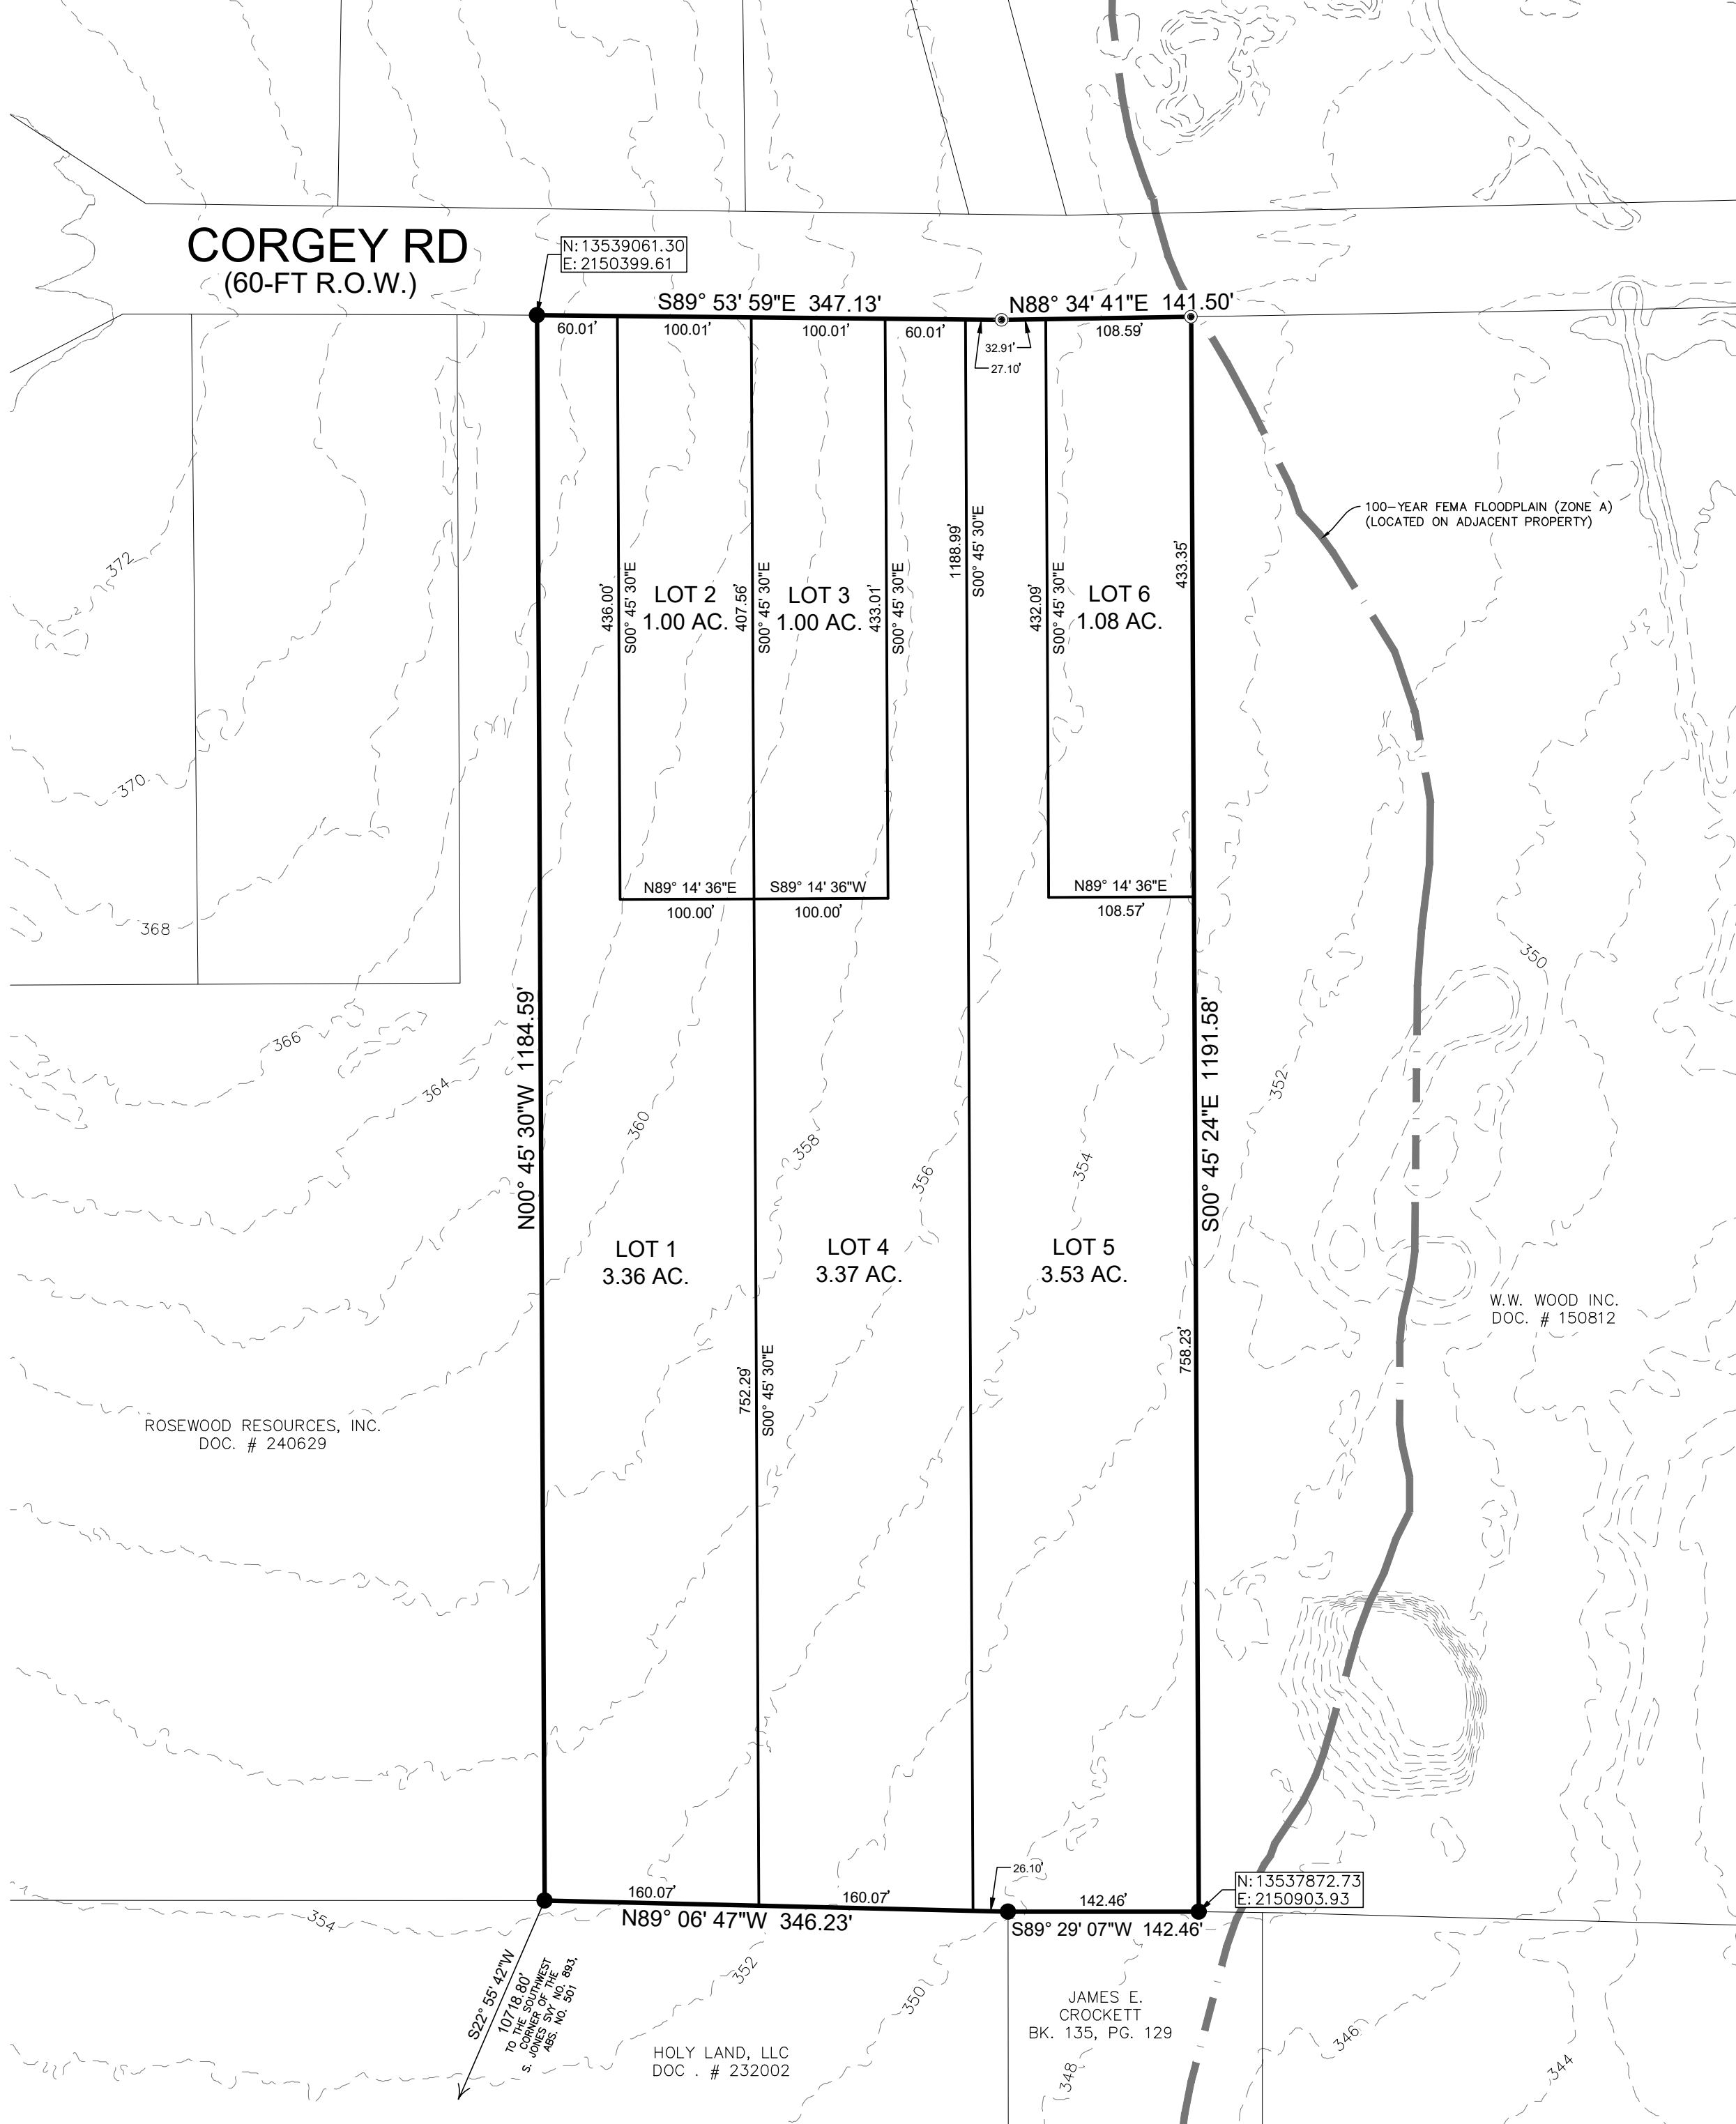 CORGEY RD
(60-FT R.O.W.)
N: 13539061.30
E: 2150399.61
S89° 53' 59"E 347.13'
N88° 34' 41"E 141.50'
60.01'
100.01'
100.01'
60.01'
32.91'
27.10'
108.59'
100-YEAR FEMA FLOODPLAIN (ZONE A)
(LOCATED ON ADJACENT PROPERTY)
372
436.00'
S00° 45' 30"E
LOT 2
1.00 AC.
407.56'
S00° 45' 30"E
LOT 3
1.00 AC.
433.01'
S00° 45' 30"E
1188.99'
S00° 45' 30"E
432.09'
S00° 45' 30"E
LOT 6
1.08 AC.
433.35'
370
368
N89° 14' 36"E
100.00'
S89° 14' 36"W
100.00'
N89° 14' 36"E
108.57'
350
366
364
360
358
356
354
352
N00° 45' 30"W 1184.59'
S00° 45' 24"E 1191.58'
LOT 1
3.36 AC.
LOT 4
3.37 AC.
LOT 5
3.53 AC.
W.W. WOOD INC.
DOC. # 150812
752.29'
S00° 45' 30"E
758.23'
ROSEWOOD RESOURCES, INC.
DOC. # 240629
26.10'
160.07'
160.07'
142.46'
N: 13537872.73
E: 2150903.93
N89° 06' 47"W 346.23'
S89° 29' 07"W 142.46'
354
S22° 55' 42"W
10718.80'
TO THE SOUTHWEST
CORNER OF THE
S. JONES SVY NO. 893,
ABS. NO. 501
352
350
JAMES E.
CROCKETT
BK. 135, PG. 129
HOLY LAND, LLC
DOC . # 232002
348
346
344